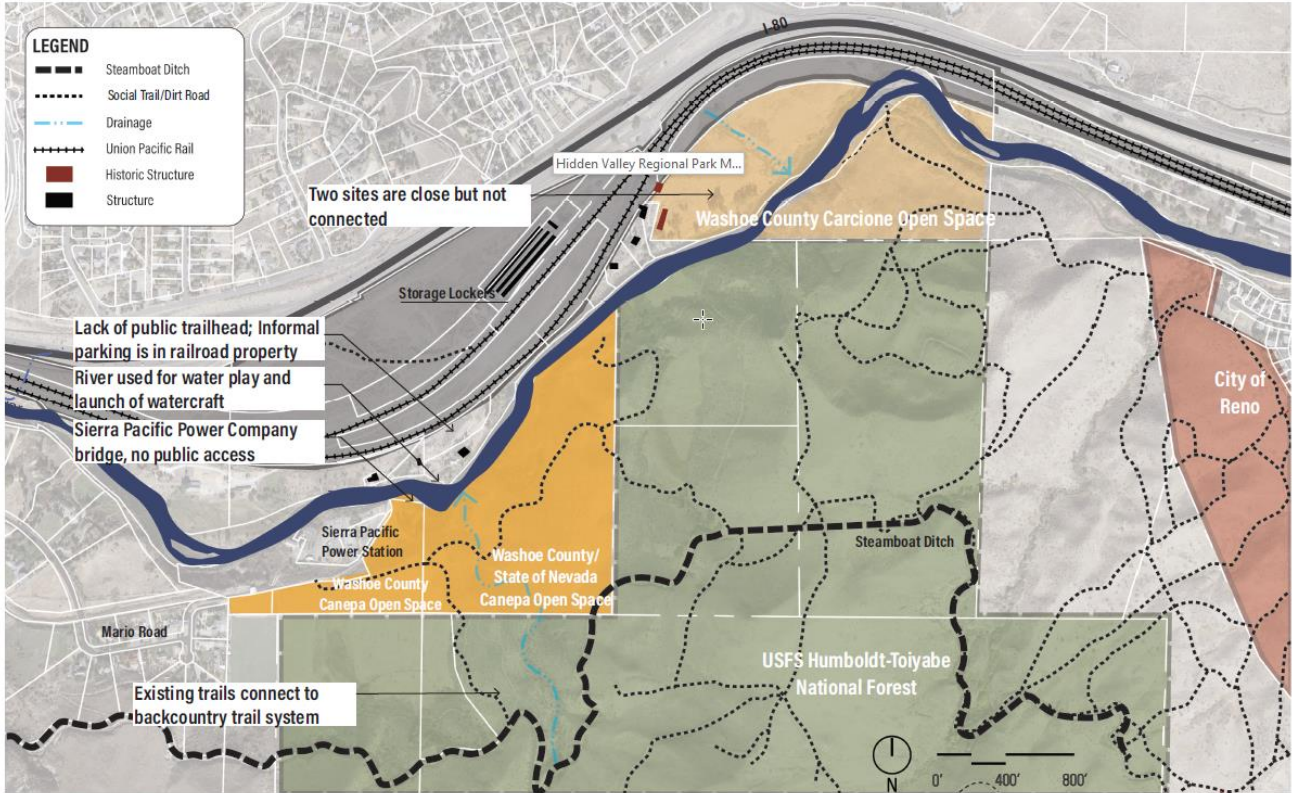 I-80
LEGEND
Steamboat Ditch
Social Trail/Dirt Road
Drainage
Union Pacific Rail
Historic Structure
Structure
Hidden Valley Regional Park M...
Two sites are close but not
connected
Washoe County Carcione Open Space
Storage Lockers
Lack of public trailhead; Informal
parking is in railroad property
River used for water play and
launch of watercraft
Sierra Pacific Power Company
bridge, no public access
City of
Reno
Sierra Pacific
Power Station
Steamboat Ditch
Washoe County/
State of Nevada
Canepa Open Space
Washoe County
Canepa Open Space
Mario Road
USFS Humboldt-Toiyabe
National Forest
Existing trails connect to
backcountry trail system
N
0' 400' 800'